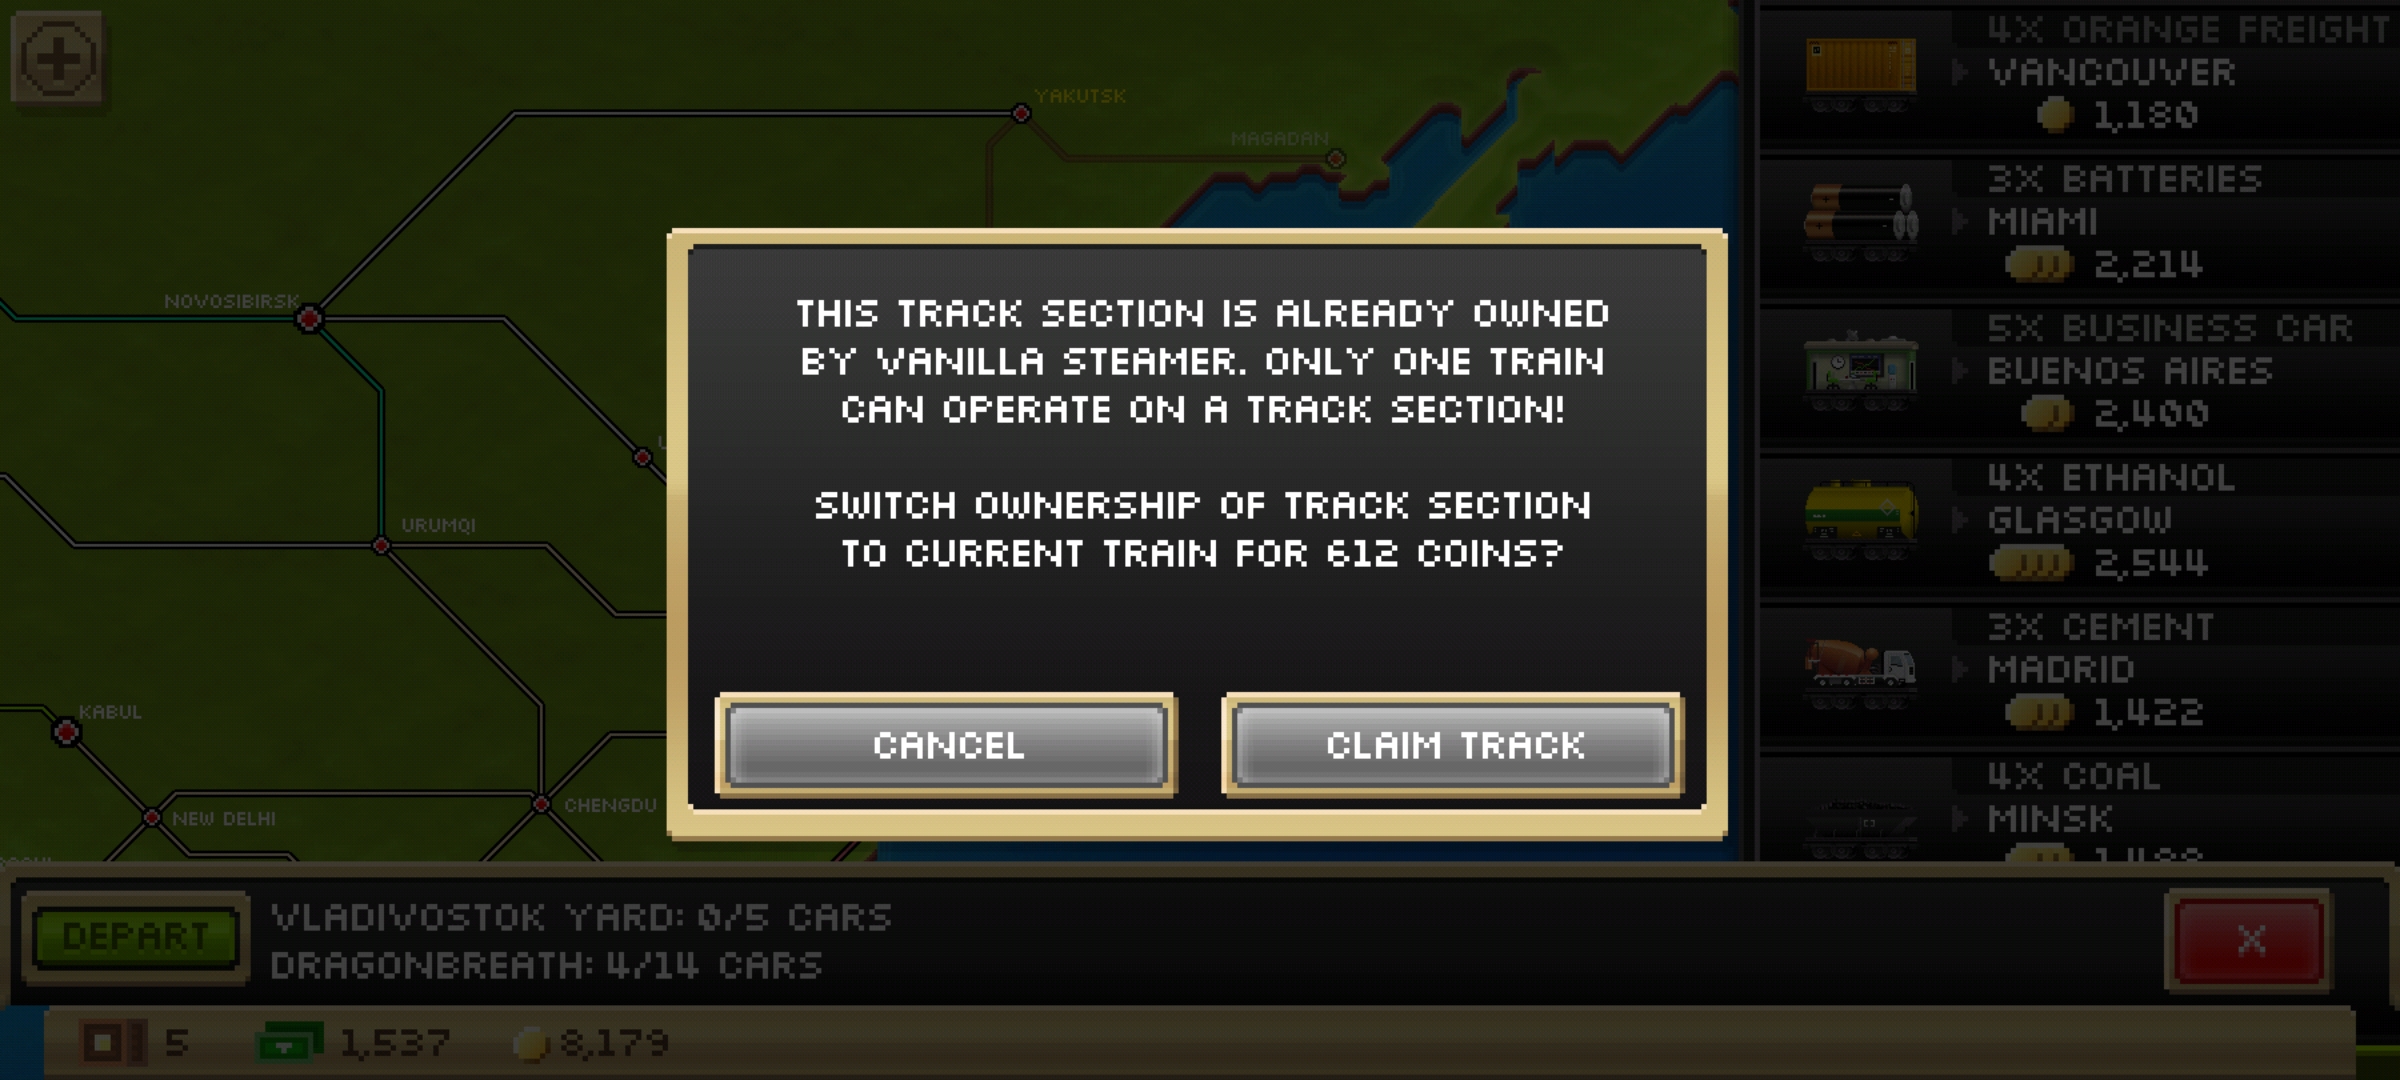 YAKUTSK
MAGADAN
NOVOSIBIRSK
URUMQI
KABUL
NEW DELHI
CHENGDU
THIS TRACK SECTION IS ALREADY OWNED
BY VANILLA STEAMER. ONLY ONE TRAIN
CAN OPERATE ON A TRACK SECTION!
SWITCH OWNERSHIP OF TRACK SECTION
TO CURRENT TRAIN FOR 612 COINS?
CANCEL
CLAIM TRACK
4X ORANGE FREIGHT
VANCOUVER
1,180
3X BATTERIES
MIAMI
2,214
5X BUSINESS CAR
BUENOS AIRES
2,400
4X ETHANOL
GLASGOW
2,544
3X CEMENT
MADRID
1,422
4X COAL
MINSK
DEPART
VLADIVOSTOK YARD: 0/5 CARS
DRAGONBREATH: 4/14 CARS
X
5
1,537
8,179